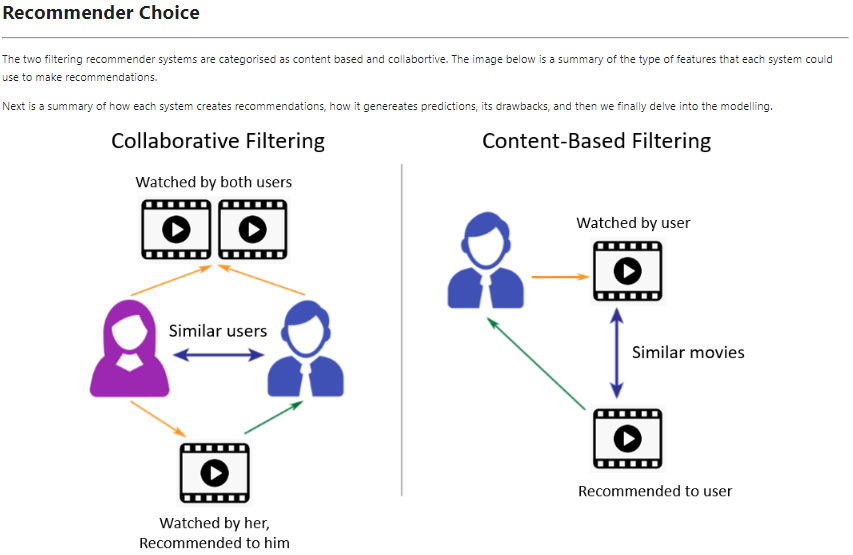 Recommender Choice
The two filtering recommender systems are categorised as content based and collabortive. The image below is a summary of the type of features that each system could
use to make recommendations.
Next is a summary of how each system creates recommendations, how it genereates predictions, its drawbacks, and then we finally delve into the modelling.
Collaborative Filtering
Watched by both users
Similar users
Watched by her,
Recommended to him
Content-Based Filtering
Watched by user
Similar movies
Recommended to user